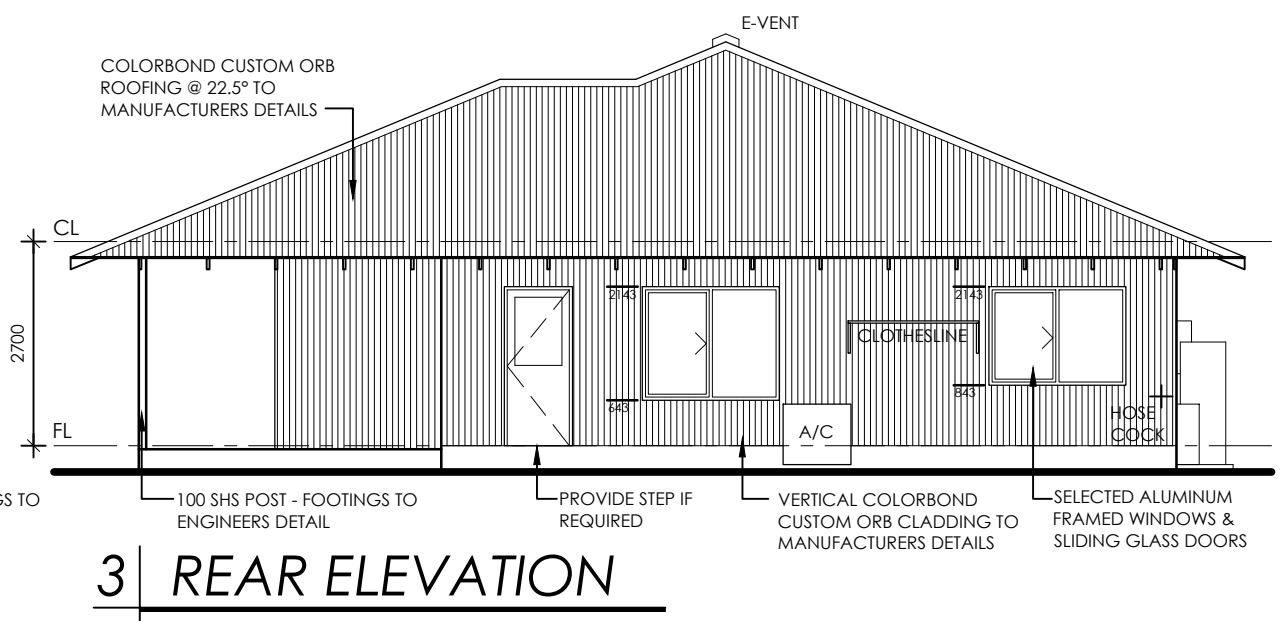 E-VENT
COLORBOND CUSTOM ORB
ROOFING @ 22.5° TO
MANUFACTURERS DETAILS
CL
2700
FL
2143
643
CLOTHESLINE
2143
843
A/C
HOSE
COCK
GS TO
100 SHS POST - FOOTINGS TO
ENGINEERS DETAIL
PROVIDE STEP IF
REQUIRED
VERTICAL COLORBOND
CUSTOM ORB CLADDING TO
MANUFACTURERS DETAILS
SELECTED ALUMINUM
FRAMED WINDOWS &
SLIDING GLASS DOORS
3 REAR ELEVATION